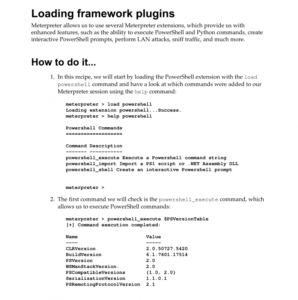 Loading framework plugins
Meterpreter allows us to use several Meterpreter extensions, which provide us with
enhanced features, such as the ability to execute PowerShell and Python commands, create
interactive PowerShell prompts, perform LAN attacks, sniff traffic, and much more.
How to do it...
1. In this recipe, we will start by loading the PowerShell extension with the load
powershell command and have a look at which commands were added to our
Meterpreter session using the help command:
meterpreter > load powershell
Loading extension powershell...Success.
meterpreter > help powershell
Powershell Commands
===================
Command Description
------- -----------
powershell_execute Execute a Powershell command string
powershell_import Import a PS1 script or .NET Assembly DLL
powershell_shell Create an interactive Powershell prompt
meterpreter >
2. The first command we will check is the powershell_execute command, which
allows us to execute PowerShell commands:
meterpreter > powershell_execute $PSVersionTable
[+] Command execution completed:
Name Value
---- -----
CLRVersion 2.0.50727.5420
BuildVersion 6.1.7601.17514
PSVersion 2.0
WSManStackVersion 2.0
PSCompatibleVersions {1.0, 2.0}
SerializationVersion 1.1.0.1
PSRemotingProtocolVersion 2.1